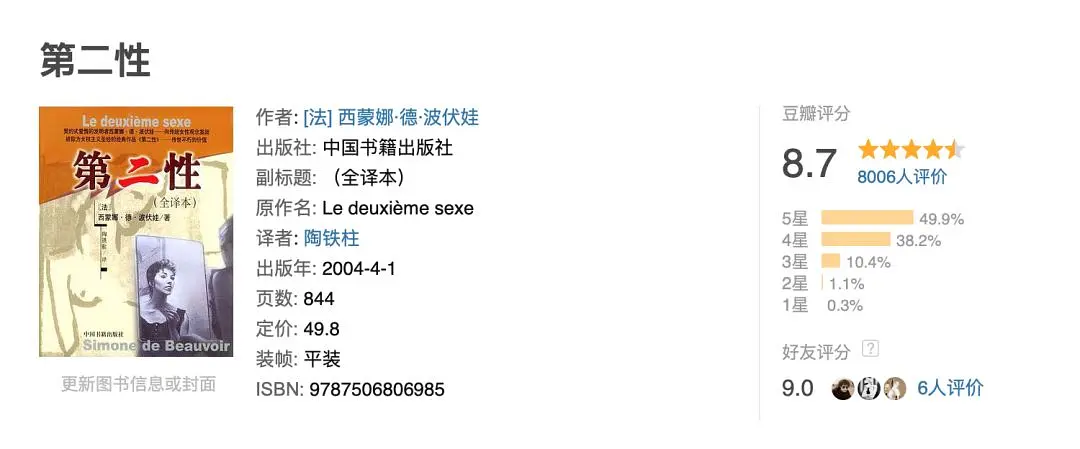 第二性
Le deuxième sexe
第二性
(全译本)
[法]
西蒙娜·德·波伏娃/著
陶铁柱 译
中国书籍出版社
Simone de Beauvoir
更新图书信息或封面
作者: [法] 西蒙娜·德·波伏娃
出版社: 中国书籍出版社
副标题: （全译本）
原作名: Le deuxième sexe
译者: 陶铁柱
出版年: 2004-4-1
页数: 844
定价: 49.8
装帧: 平装
ISBN: 9787506806985
豆瓣评分
8.7
8006人评价
5星 49.9%
4星 38.2%
3星 10.4%
2星 1.1%
1星 0.3%
好友评分 ?
9.0 6人评价